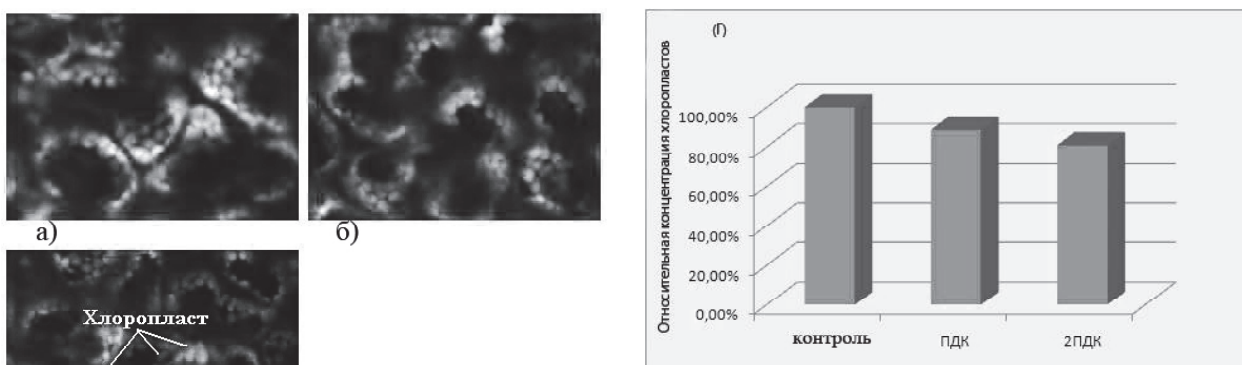 а)
б)
Хлоропласт
(Г)
Относительная концентрация хлоропластов
100,00%
80,00%
60,00%
40,00%
20,00%
0,00%
контроль
ПДК
2ПДК